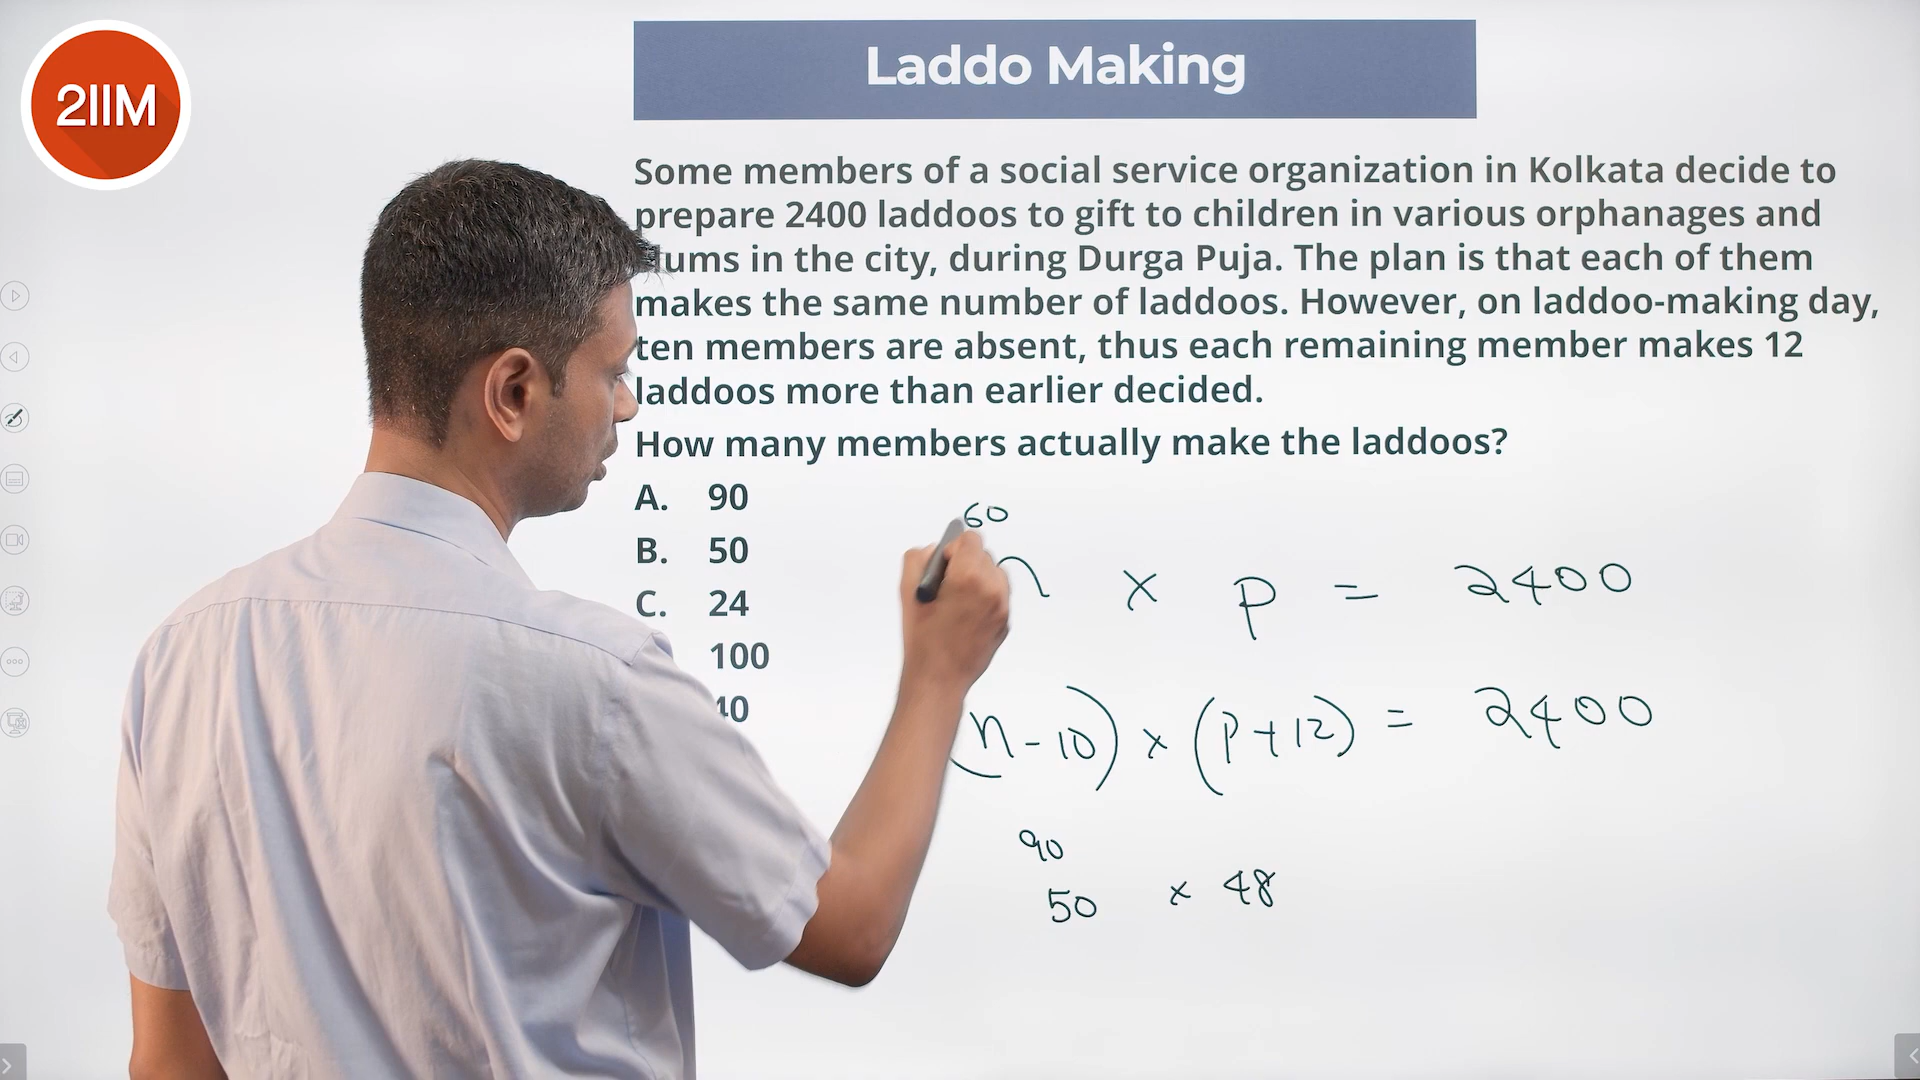 2IIM
Laddo Making
Some members of a social service organization in Kolkata decide to
prepare 2400 laddoos to gift to children in various orphanages and
in the city, during Durga Puja. The plan is that each of them
makes the same number of laddoos. However, on laddoo-making day,
ten members are absent, thus each remaining member makes 12
laddoos more than earlier decided.
How many members actually make the laddoos?
A. 90
B. 50
C. 24
100
40
60
n × p = 2400
(n-10) × (p+12) = 2400
90
50 × 48